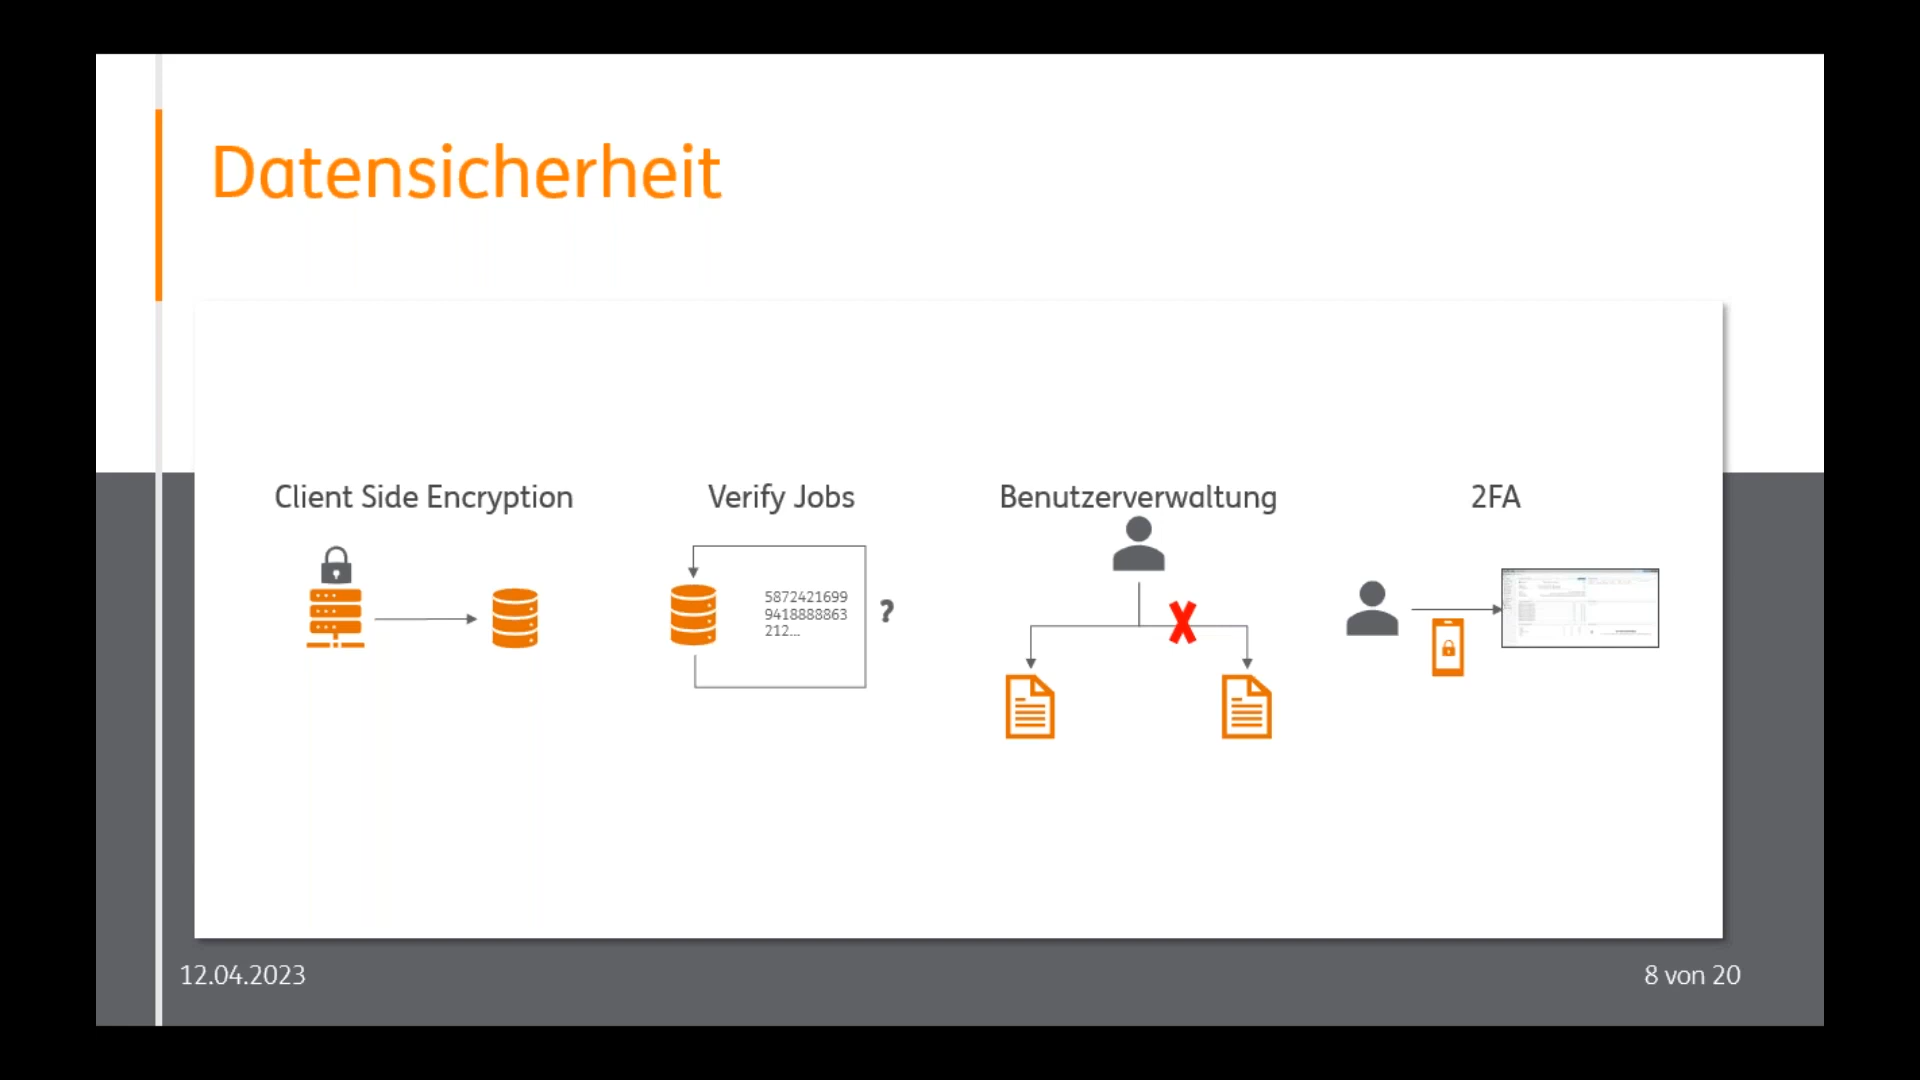 Datensicherheit
Client Side Encryption
Verify Jobs
5872421699
9418888863
212...
?
Benutzerverwaltung
2FA
12.04.2023
8 von 20